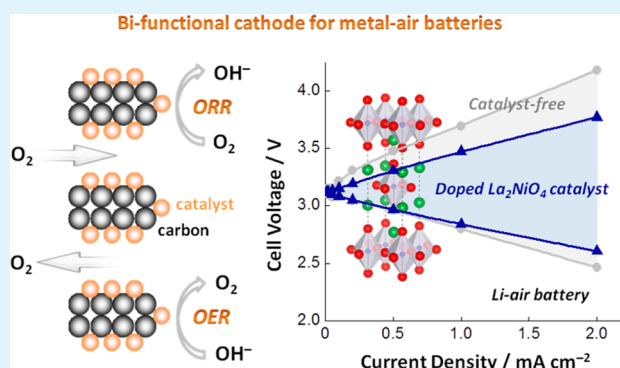 Bi-functional cathode for metal-air batteries
OH⁻
ORR
O₂
O₂
catalyst
carbon
O₂
O₂
OER
OH⁻
Cell Voltage / V
4.0
3.5
3.0
2.5
2.0
Catalyst-free
Doped La₂NiO₄ catalyst
Li-air battery
0.0
0.5
1.0
1.5
2.0
Current Density / mA cm⁻²